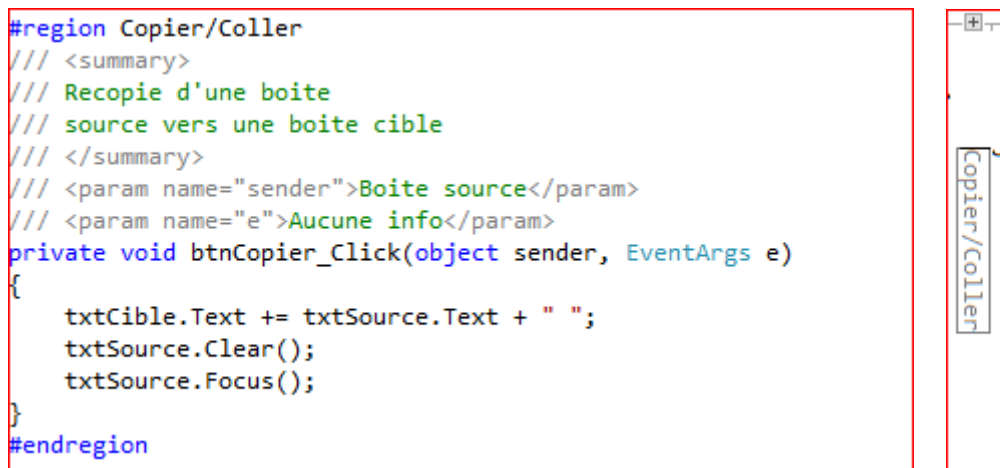 #region Copier/Coller
/// <summary>
/// Recopie d'une boite
/// source vers une boite cible
/// </summary>
/// <param name="sender">Boite source</param>
/// <param name="e">Aucune info</param>
private void btnCopier_Click(object sender, EventArgs e)
{
    txtCible.Text += txtSource.Text + " ";
    txtSource.Clear();
    txtSource.Focus();
}
#endregion
Copier/Coller